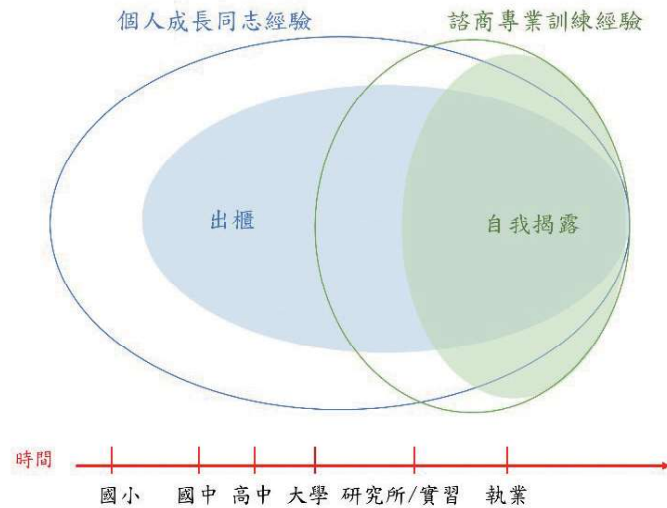 個人成長同志經驗
諮商專業訓練經驗
出櫃
自我揭露
時間
國小
國中
高中
大學
研究所/實習
執業